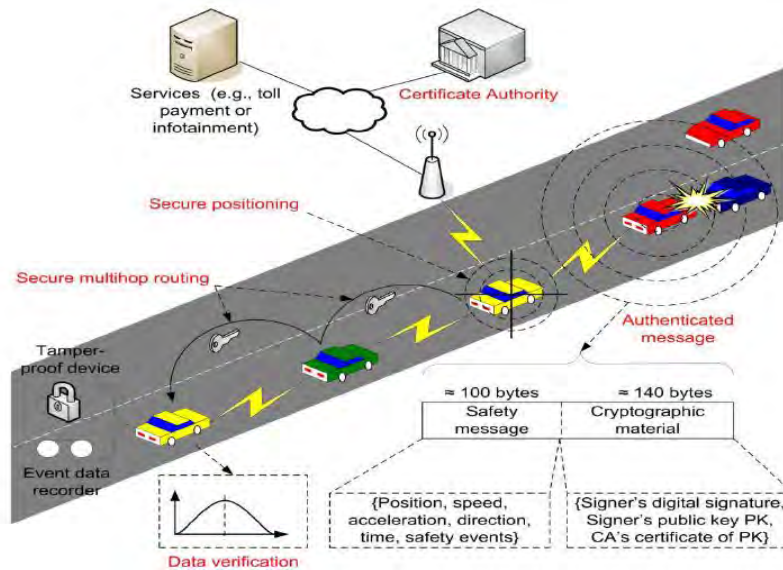 Services (e.g., toll
payment or
infotainment)
Certificate Authority
Secure positioning
Secure multihop routing
Tamper-
proof device
Event data
recorder
Data verification
Authenticated
message
≈ 100 bytes
≈ 140 bytes
Safety
message
Cryptographic
material
{Position, speed,
acceleration, direction,
time, safety events}
{Signer's digital signature,
Signer's public key PK,
CA's certificate of PK}